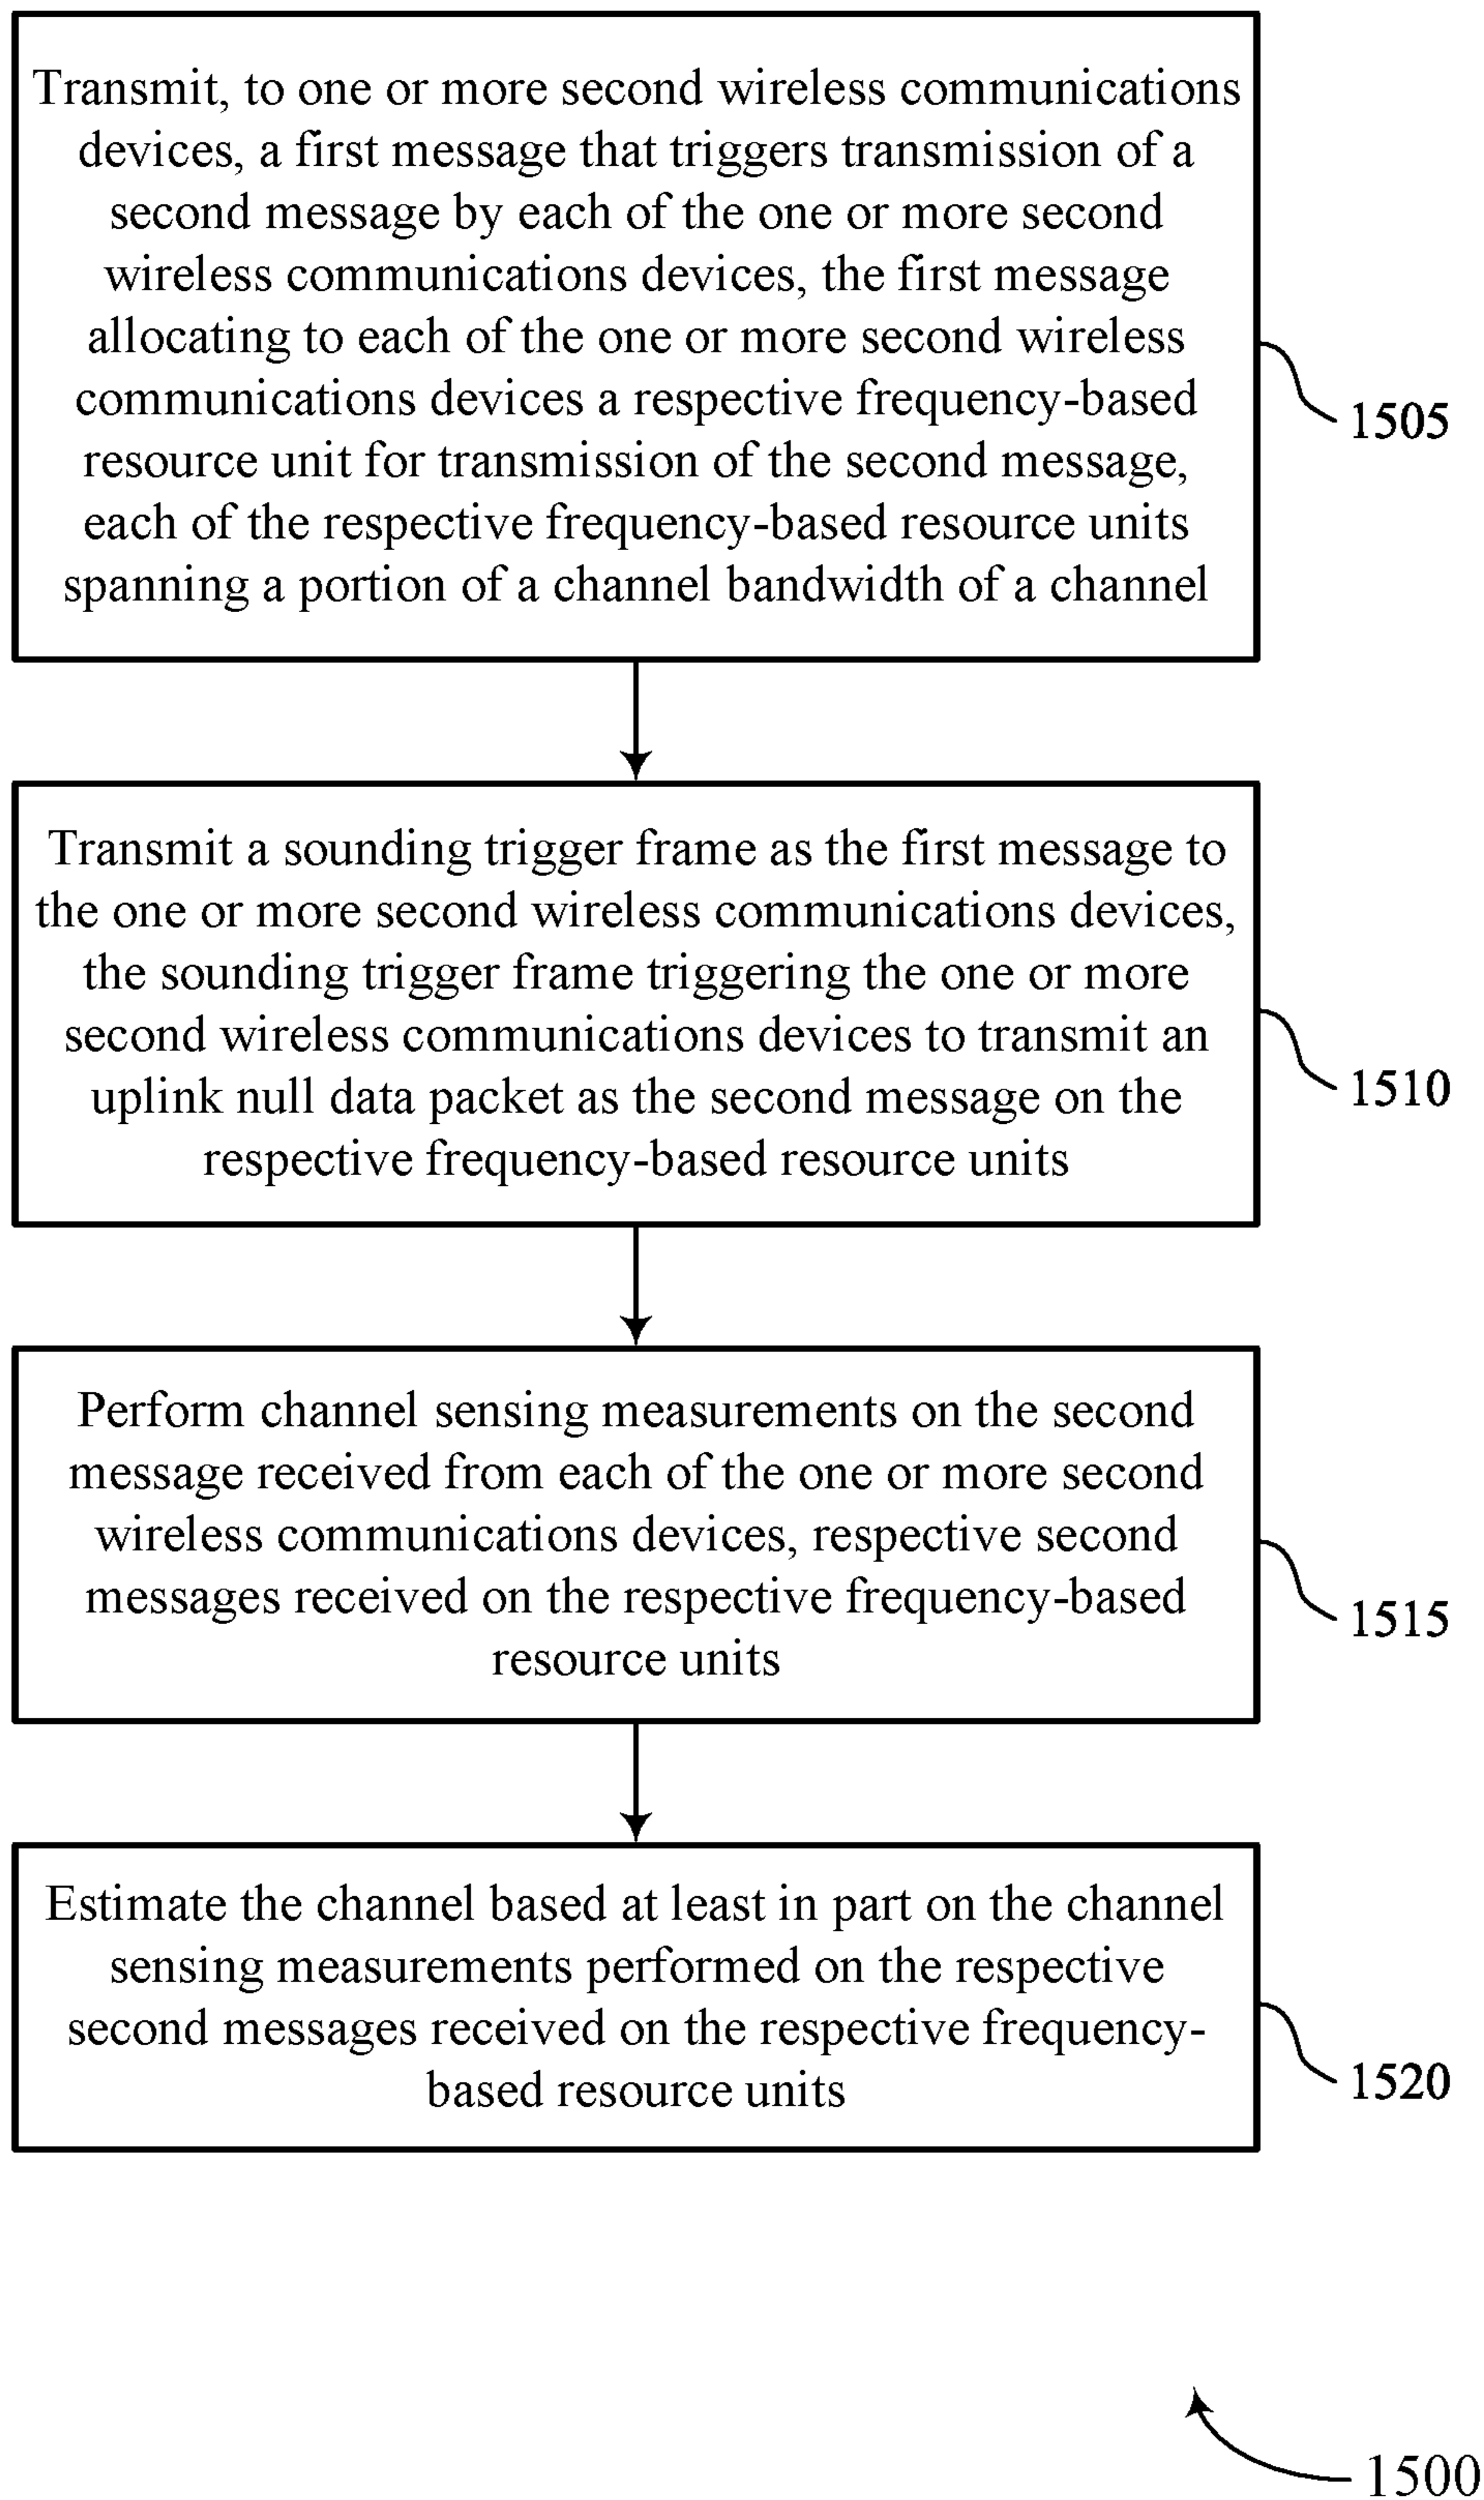 Transmit, to one or more second wireless communications
devices, a first message that triggers transmission of a
second message by each of the one or more second
wireless communications devices, the first message
allocating to each of the one or more second wireless
communications devices a respective frequency-based
resource unit for transmission of the second message,
each of the respective frequency-based resource units
spanning a portion of a channel bandwidth of a channel
1505
Transmit a sounding trigger frame as the first message to
the one or more second wireless communications devices,
the sounding trigger frame triggering the one or more
second wireless communications devices to transmit an
uplink null data packet as the second message on the
respective frequency-based resource units
1510
Perform channel sensing measurements on the second
message received from each of the one or more second
wireless communications devices, respective second
messages received on the respective frequency-based
resource units
1515
Estimate the channel based at least in part on the channel
sensing measurements performed on the respective
second messages received on the respective frequency-
based resource units
1520
1500